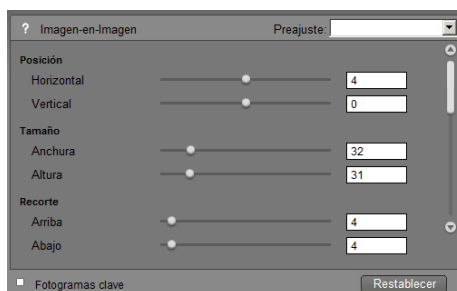 ? Imagen-en-Imagen Preajuste:
Posición
Horizontal 4
Vertical 0
Tamaño
Anchura 32
Altura 31
Recorte
Arriba 4
Abajo 4
Fotogramas clave Restablecer